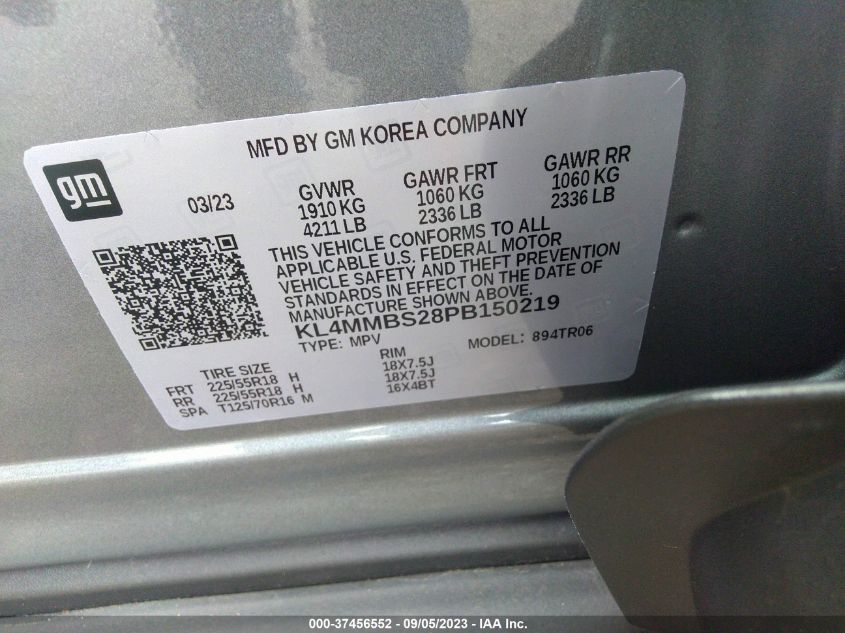 MFD BY GM KOREA COMPANY
gm
03/23
GVWR GAWR FRT GAWR RR
1910 KG 1060 KG 1060 KG
4211 LB 2336 LB 2336 LB
THIS VEHICLE CONFORMS TO ALL
APPLICABLE U.S. FEDERAL MOTOR
VEHICLE SAFETY AND THEFT PREVENTION
STANDARDS IN EFFECT ON THE DATE OF
MANUFACTURE SHOWN ABOVE.
KL4MMBS28PB150219
TYPE: MPV MODEL: 894TR06
TIRE SIZE RIM
FRT 225/55R18 H 18X7.5J
RR 225/55R18 H 18X7.5J
SPA T125/70R16 M 16X4BT
000-37456552 - 09/05/2023 - IAA Inc.